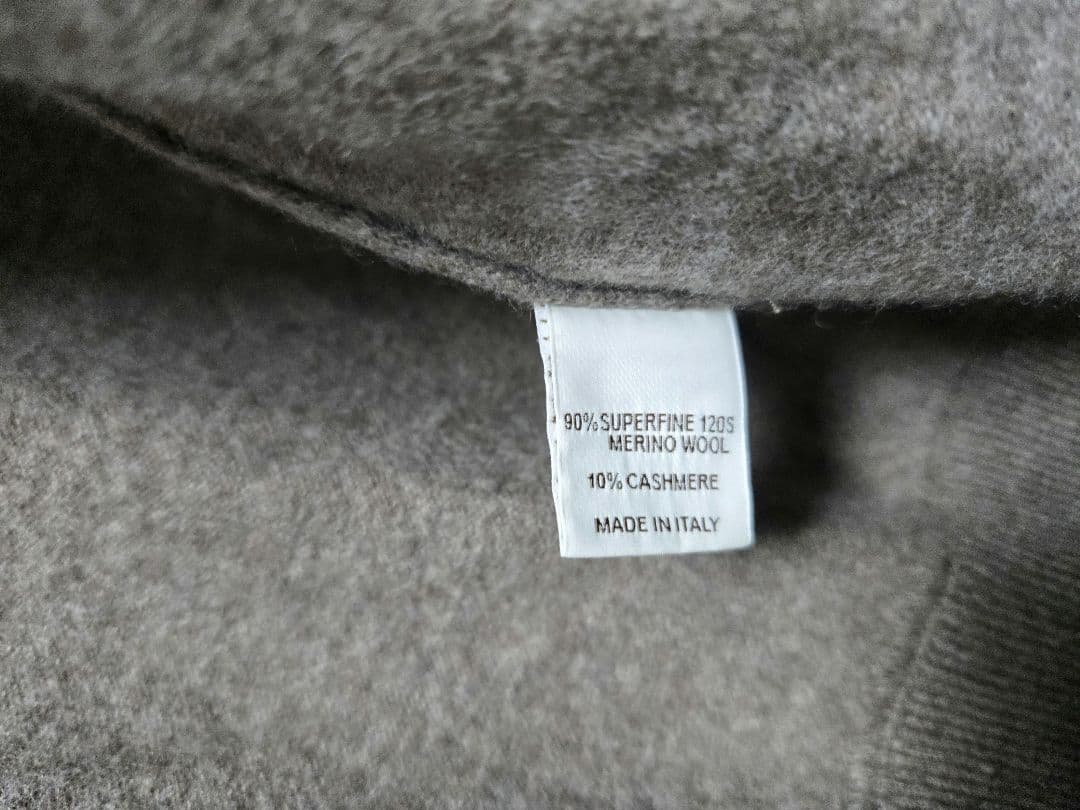 90% SUPERFINE 120S
MERINO WOOL
10% CASHMERE
MADE IN ITALY